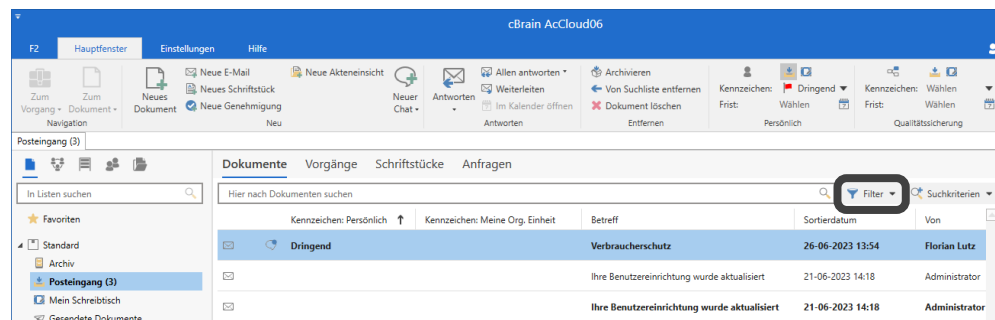 cBrain AcCloud06
F2 Hauptfenster Einstellungen Hilfe
Zum Vorgang Zum Dokument
Navigation
Neues Dokument
Neue E-Mail
Neues Schriftstück
Neue Genehmigung
Neue Akteneinsicht
Neuer Chat
Neu
Antworten
Allen antworten
Weiterleiten
Im Kalender öffnen
Antworten
Archivieren
Von Suchliste entfernen
Dokument löschen
Entfernen
Kennzeichen: Dringend
Frist: Wählen
Persönlich
Kennzeichen: Wählen
Frist: Wählen
Qualitätssicherung
Posteingang (3)
Dokumente Vorgänge Schriftstücke Anfragen
In Listen suchen
Hier nach Dokumenten suchen
Filter
Suchkriterien
Favoriten
Standard
Archiv
Posteingang (3)
Mein Schreibtisch
Gesendete Dokumente
Kennzeichen: Persönlich Kennzeichen: Meine Org. Einheit Betreff Sortierdatum Von
Dringend Verbraucherschutz 26-06-2023 13:54 Florian Lutz
Ihre Benutzereinrichtung wurde aktualisiert 21-06-2023 14:18 Administrator
Ihre Benutzereinrichtung wurde aktualisiert 21-06-2023 14:18 Administrator